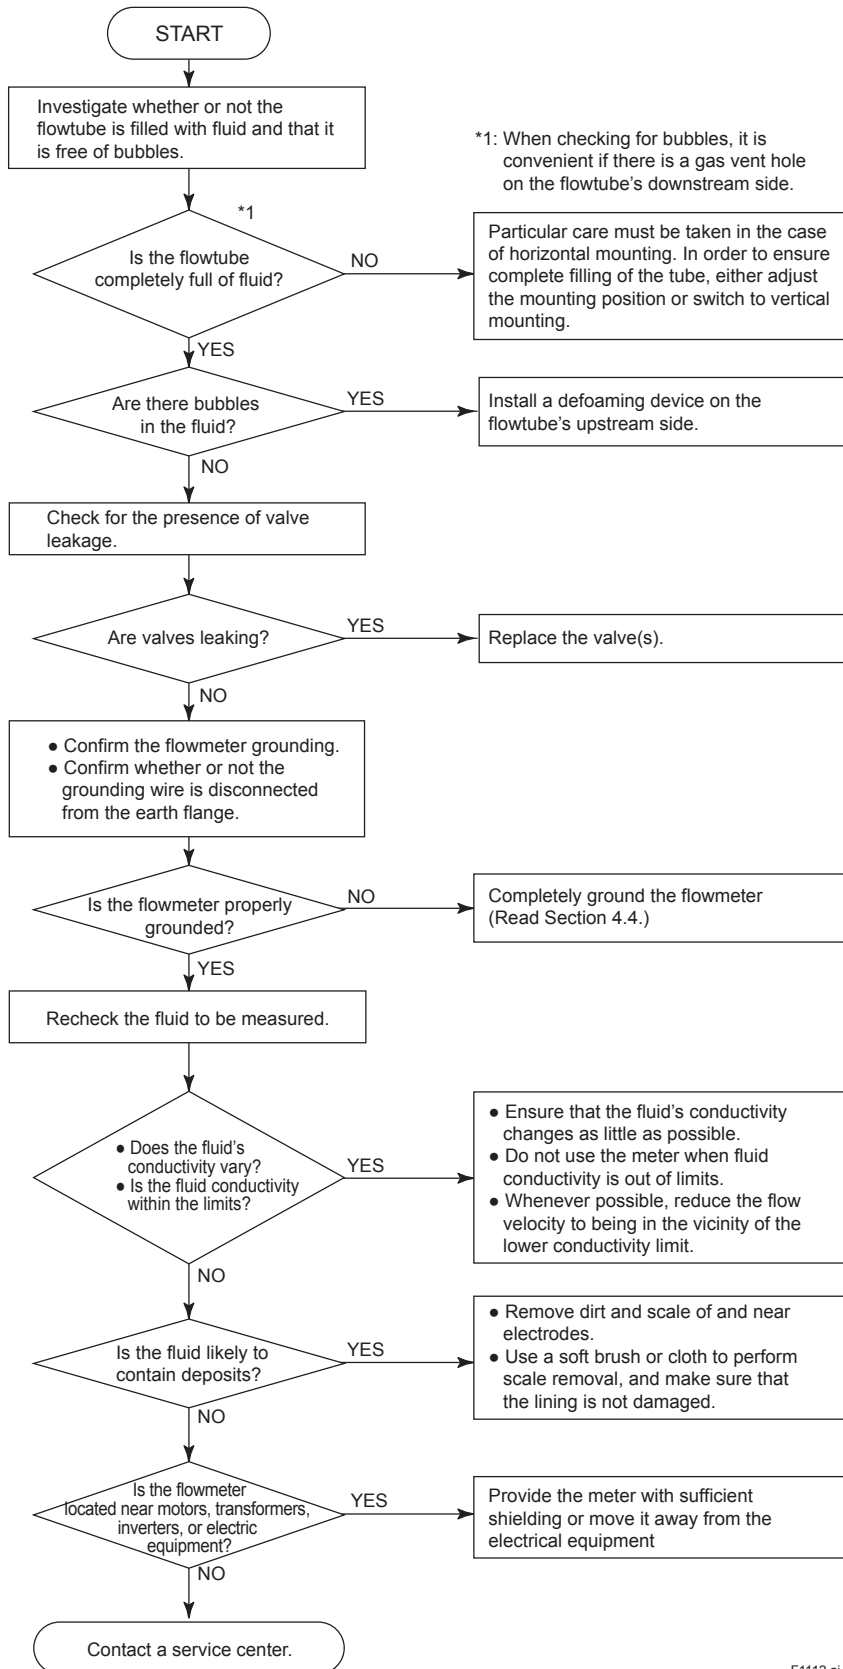 START
Investigate whether or not the
flowtube is filled with fluid and that it
is free of bubbles.
*1: When checking for bubbles, it is
convenient if there is a gas vent hole
on the flowtube's downstream side.
*1
Is the flowtube
completely full of fluid?
NO
Particular care must be taken in the case
of horizontal mounting. In order to ensure
complete filling of the tube, either adjust
the mounting position or switch to vertical
mounting.
YES
Are there bubbles
in the fluid?
YES
Install a defoaming device on the
flowtube's upstream side.
NO
Check for the presence of valve
leakage.
Are valves leaking?
YES
Replace the valve(s).
NO
● Confirm the flowmeter grounding.
● Confirm whether or not the
grounding wire is disconnected
from the earth flange.
Is the flowmeter properly
grounded?
NO
Completely ground the flowmeter
(Read Section 4.4.)
YES
Recheck the fluid to be measured.
● Does the fluid's
conductivity vary?
● Is the fluid conductivity
within the limits?
YES
● Ensure that the fluid's conductivity
changes as little as possible.
● Do not use the meter when fluid
conductivity is out of limits.
● Whenever possible, reduce the flow
velocity to being in the vicinity of the
lower conductivity limit.
NO
Is the fluid likely to
contain deposits?
YES
● Remove dirt and scale of and near
electrodes.
● Use a soft brush or cloth to perform
scale removal, and make sure that
the lining is not damaged.
NO
Is the flowmeter
located near motors, transformers,
inverters, or electric
equipment?
YES
Provide the meter with sufficient
shielding or move it away from the
electrical equipment
NO
Contact a service center.